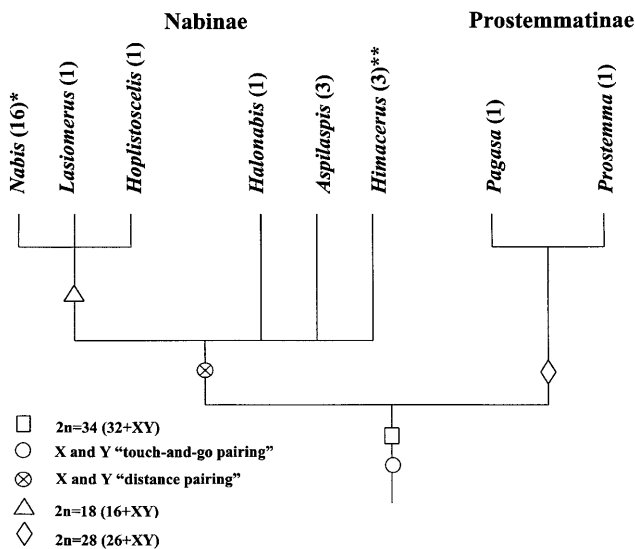 Nabinae
Prostemmatinae
Nabis (16)*
Lasiomerus (1)
Hoplistoscelis (1)
Halonabis (1)
Aspilaspis (3)
Himacerus (3)**
Pagasa (1)
Prostemma (1)
2n=34 (32+XY)
X and Y “touch-and-go pairing”
X and Y “distance pairing”
2n=18 (16+XY)
2n=28 (26+XY)